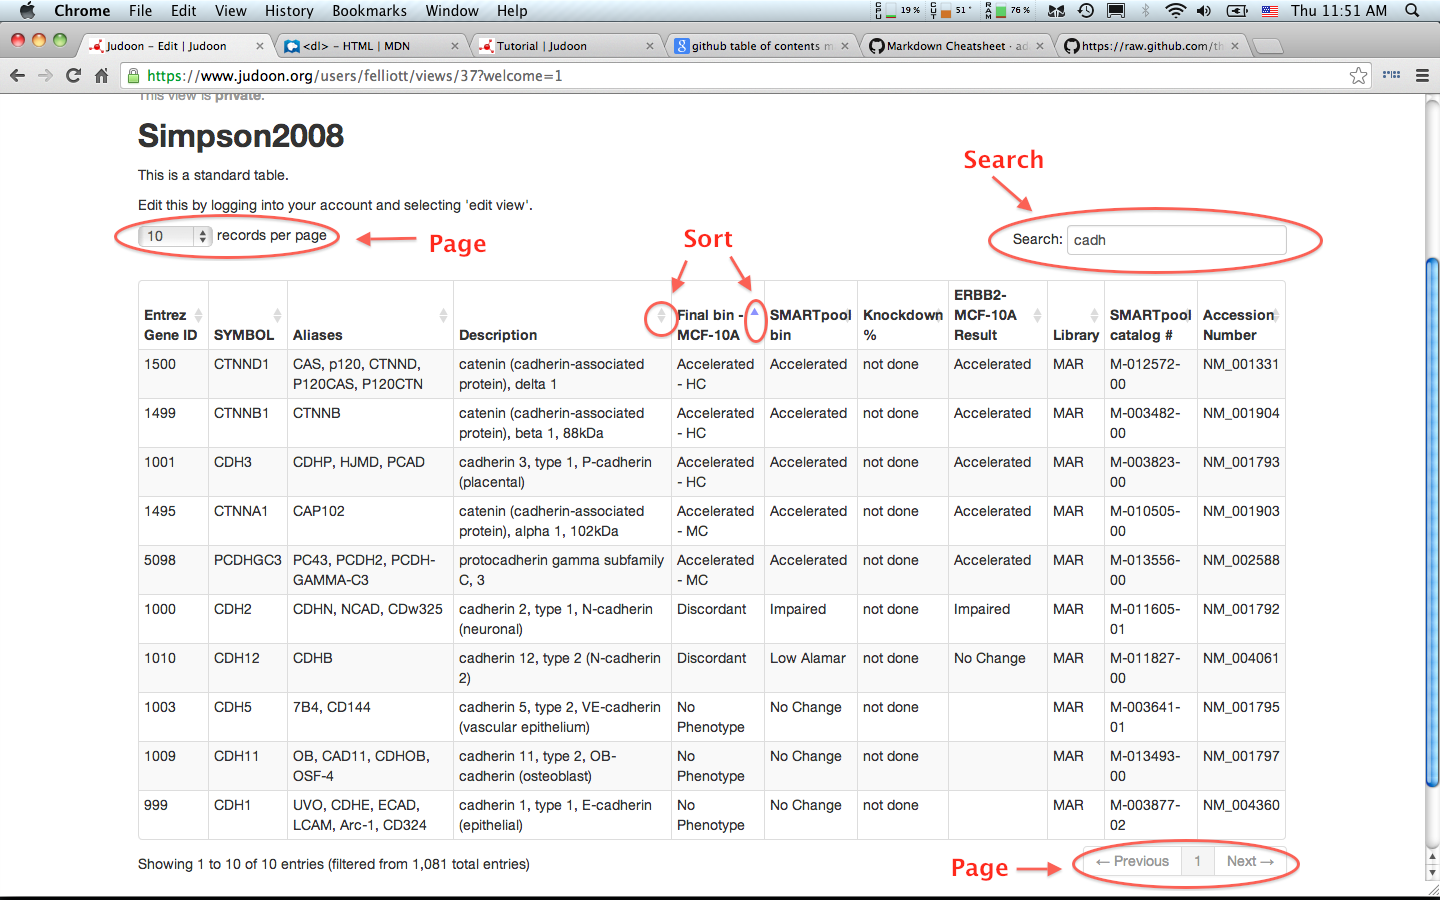 Chrome File Edit View History Bookmarks Window Help CPU 19% CUT 51° RAM 76% Thu 11:51 AM
Judoon – Edit | Judoon <dl> – HTML | MDN Tutorial | Judoon github table of contents m Markdown Cheatsheet · ad https://raw.github.com/th
https://www.judoon.org/users/felliott/views/37?welcome=1
This view is private.
Simpson2008
This is a standard table.
Edit this by logging into your account and selecting 'edit view'.
Search
10 records per page
Page
Sort
Search: cadh
Entrez Gene ID SYMBOL Aliases Description Final bin - MCF-10A SMARTpool bin Knockdown % ERBB2-MCF-10A Result Library SMARTpool catalog # Accession Number
1500 CTNND1 CAS, p120, CTNND, P120CAS, P120CTN catenin (cadherin-associated protein), delta 1 Accelerated - HC Accelerated not done Accelerated MAR M-012572-00 NM_001331
1499 CTNNB1 CTNNB catenin (cadherin-associated protein), beta 1, 88kDa Accelerated - HC Accelerated not done Accelerated MAR M-003482-00 NM_001904
1001 CDH3 CDHP, HJMD, PCAD cadherin 3, type 1, P-cadherin (placental) Accelerated - HC Accelerated not done Accelerated MAR M-003823-00 NM_001793
1495 CTNNA1 CAP102 catenin (cadherin-associated protein), alpha 1, 102kDa Accelerated - MC Accelerated not done Accelerated MAR M-010505-00 NM_001903
5098 PCDHGC3 PC43, PCDH2, PCDH-GAMMA-C3 protocadherin gamma subfamily C, 3 Accelerated - MC Accelerated not done Accelerated MAR M-013556-00 NM_002588
1000 CDH2 CDHN, NCAD, CDw325 cadherin 2, type 1, N-cadherin (neuronal) Discordant Impaired not done Impaired MAR M-011605-01 NM_001792
1010 CDH12 CDHB cadherin 12, type 2 (N-cadherin 2) Discordant Low Alamar not done No Change MAR M-011827-00 NM_004061
1003 CDH5 7B4, CD144 cadherin 5, type 2, VE-cadherin (vascular epithelium) No Phenotype No Change not done MAR M-003641-01 NM_001795
1009 CDH11 OB, CAD11, CDHOB, OSF-4 cadherin 11, type 2, OB-cadherin (osteoblast) No Phenotype No Change not done MAR M-013493-00 NM_001797
999 CDH1 UVO, CDHE, ECAD, LCAM, Arc-1, CD324 cadherin 1, type 1, E-cadherin (epithelial) No Phenotype No Change not done MAR M-003877-02 NM_004360
Showing 1 to 10 of 10 entries (filtered from 1,081 total entries)
Page
← Previous 1 Next →